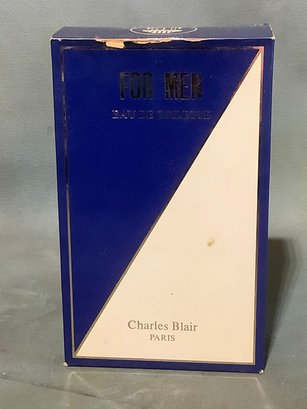 FOR MEN
EAU DE TOILETTE
Charles Blair
PARIS